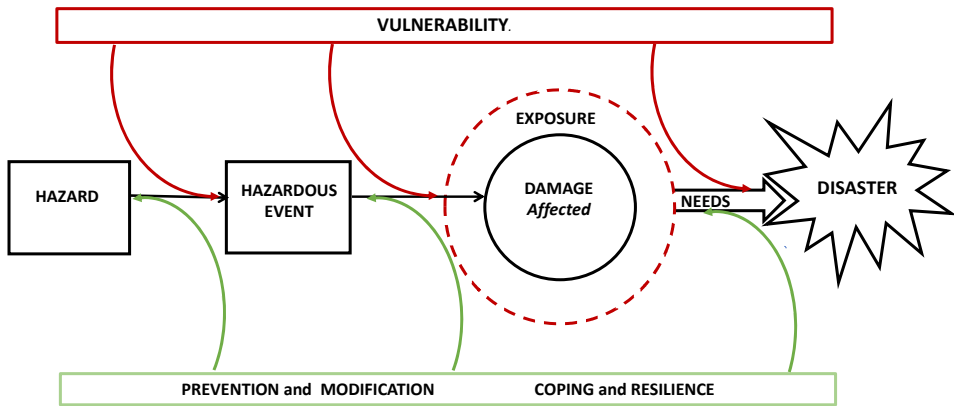 VULNERABILITY.
EXPOSURE
HAZARD
HAZARDOUS
EVENT
DAMAGE
Affected
NEEDS
DISASTER
PREVENTION and MODIFICATION COPING and RESILIENCE